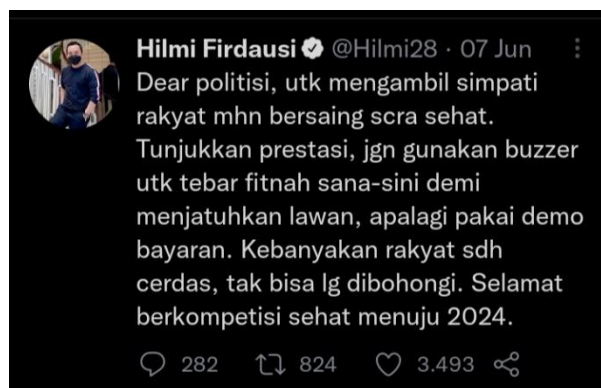 Hilmi Firdausi @Hilmi28 · 07 Jun
Dear politisi, utk mengambil simpati
rakyat mhn bersaing scra sehat.
Tunjukkan prestasi, jgn gunakan buzzer
utk tebar fitnah sana-sini demi
menjatuhkan lawan, apalagi pakai demo
bayaran. Kebanyakan rakyat sdh
cerdas, tak bisa lg dibohongi. Selamat
berkompetisi sehat menuju 2024.
282 824 3.493